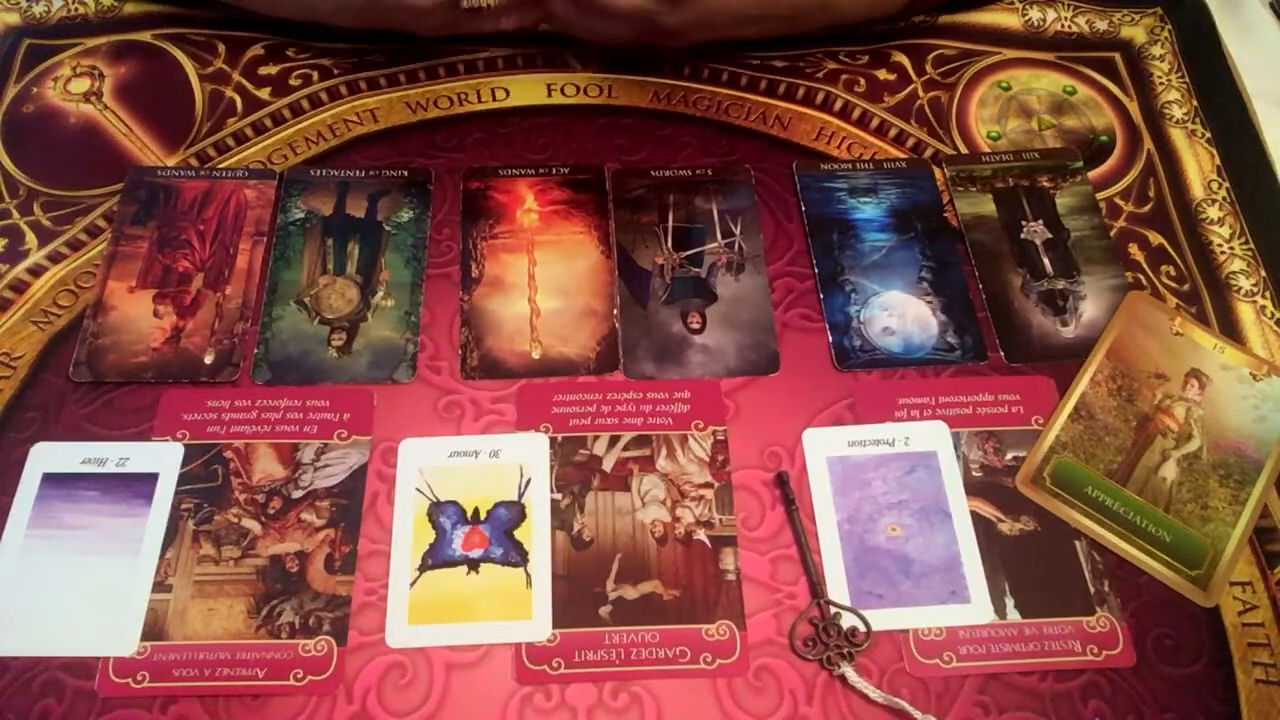 JUDGEMENT WORLD FOOL MAGICIAN HIGH
MOON
FAITH
QUEEN OF WANDS
KING OF PENTACLES
ACE OF WANDS
5 OF SWORDS
XVIII · THE MOON
XIII · DEATH
15
APPRÉCIATION
En vous révélant l'un
à l'autre vos plus grands secrets,
vous renforcez vos liens.
22 - Hiver
APPRENEZ À VOUS
CONNAÎTRE MUTUELLEMENT
Votre âme sœur peut
différer du type de personne
que vous espérez rencontrer
30 - Amour
GARDEZ L'ESPRIT
OUVERT
La pensée positive et la foi
vous apporteront l'amour.
2 - Protection
RESTEZ OPTIMISTE POUR
VOTRE VIE AMOUREUSE